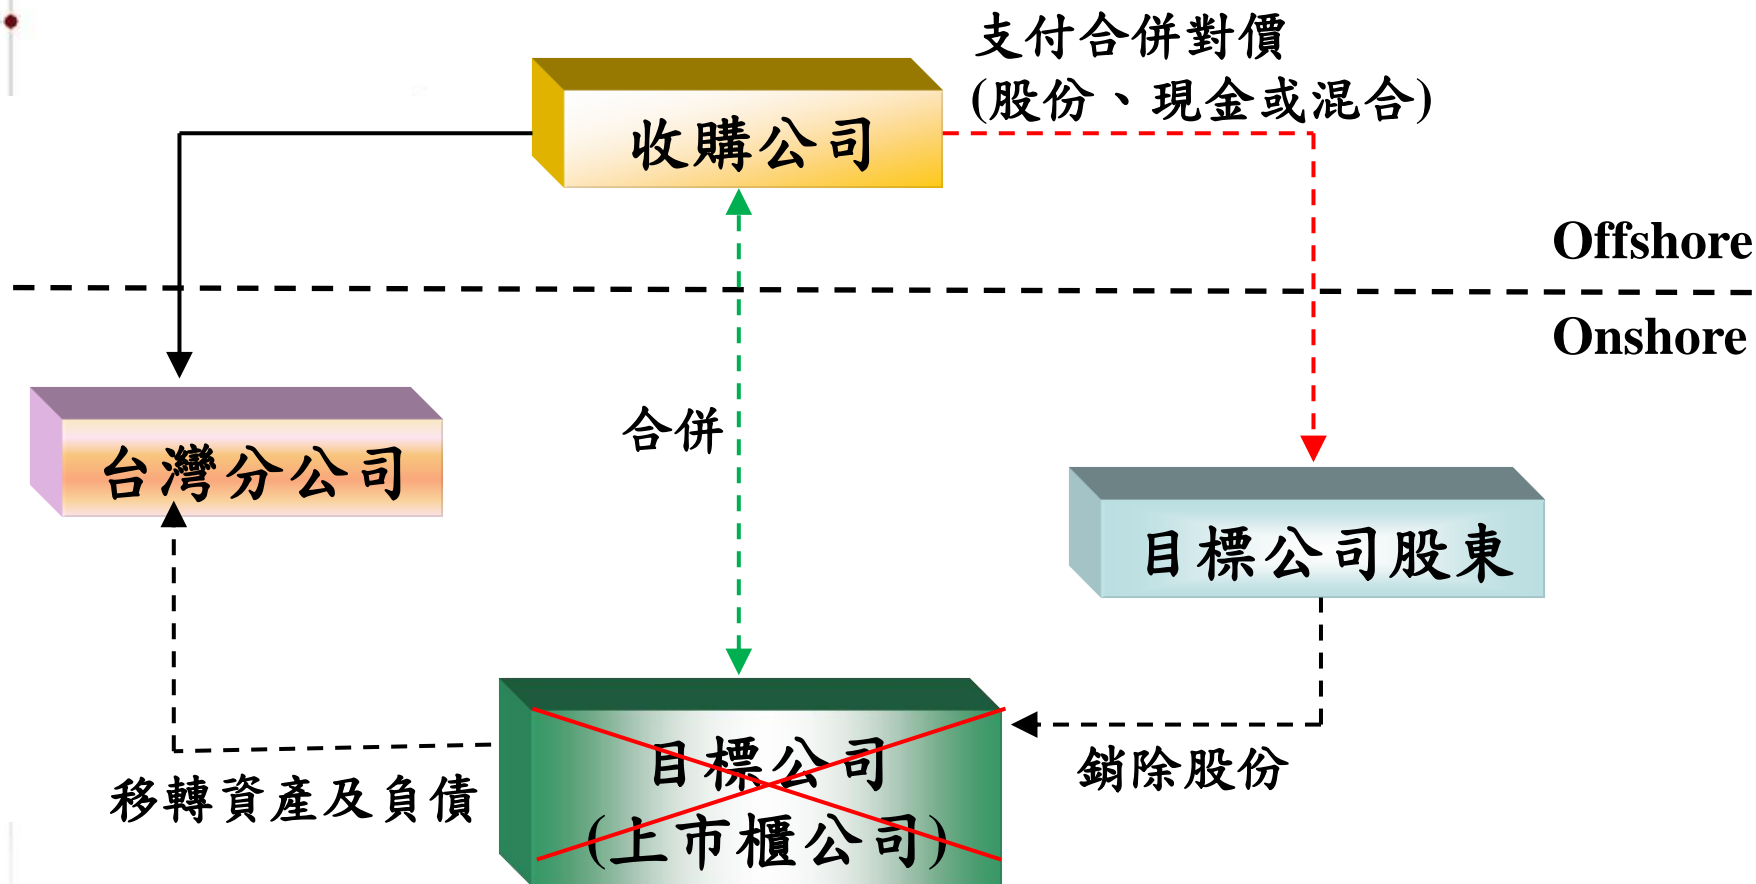 支付合併對價
(股份、現金或混合)
收購公司
Offshore
Onshore
合併
台灣分公司
目標公司股東
目標公司
(上市櫃公司)
銷除股份
移轉資產及負債